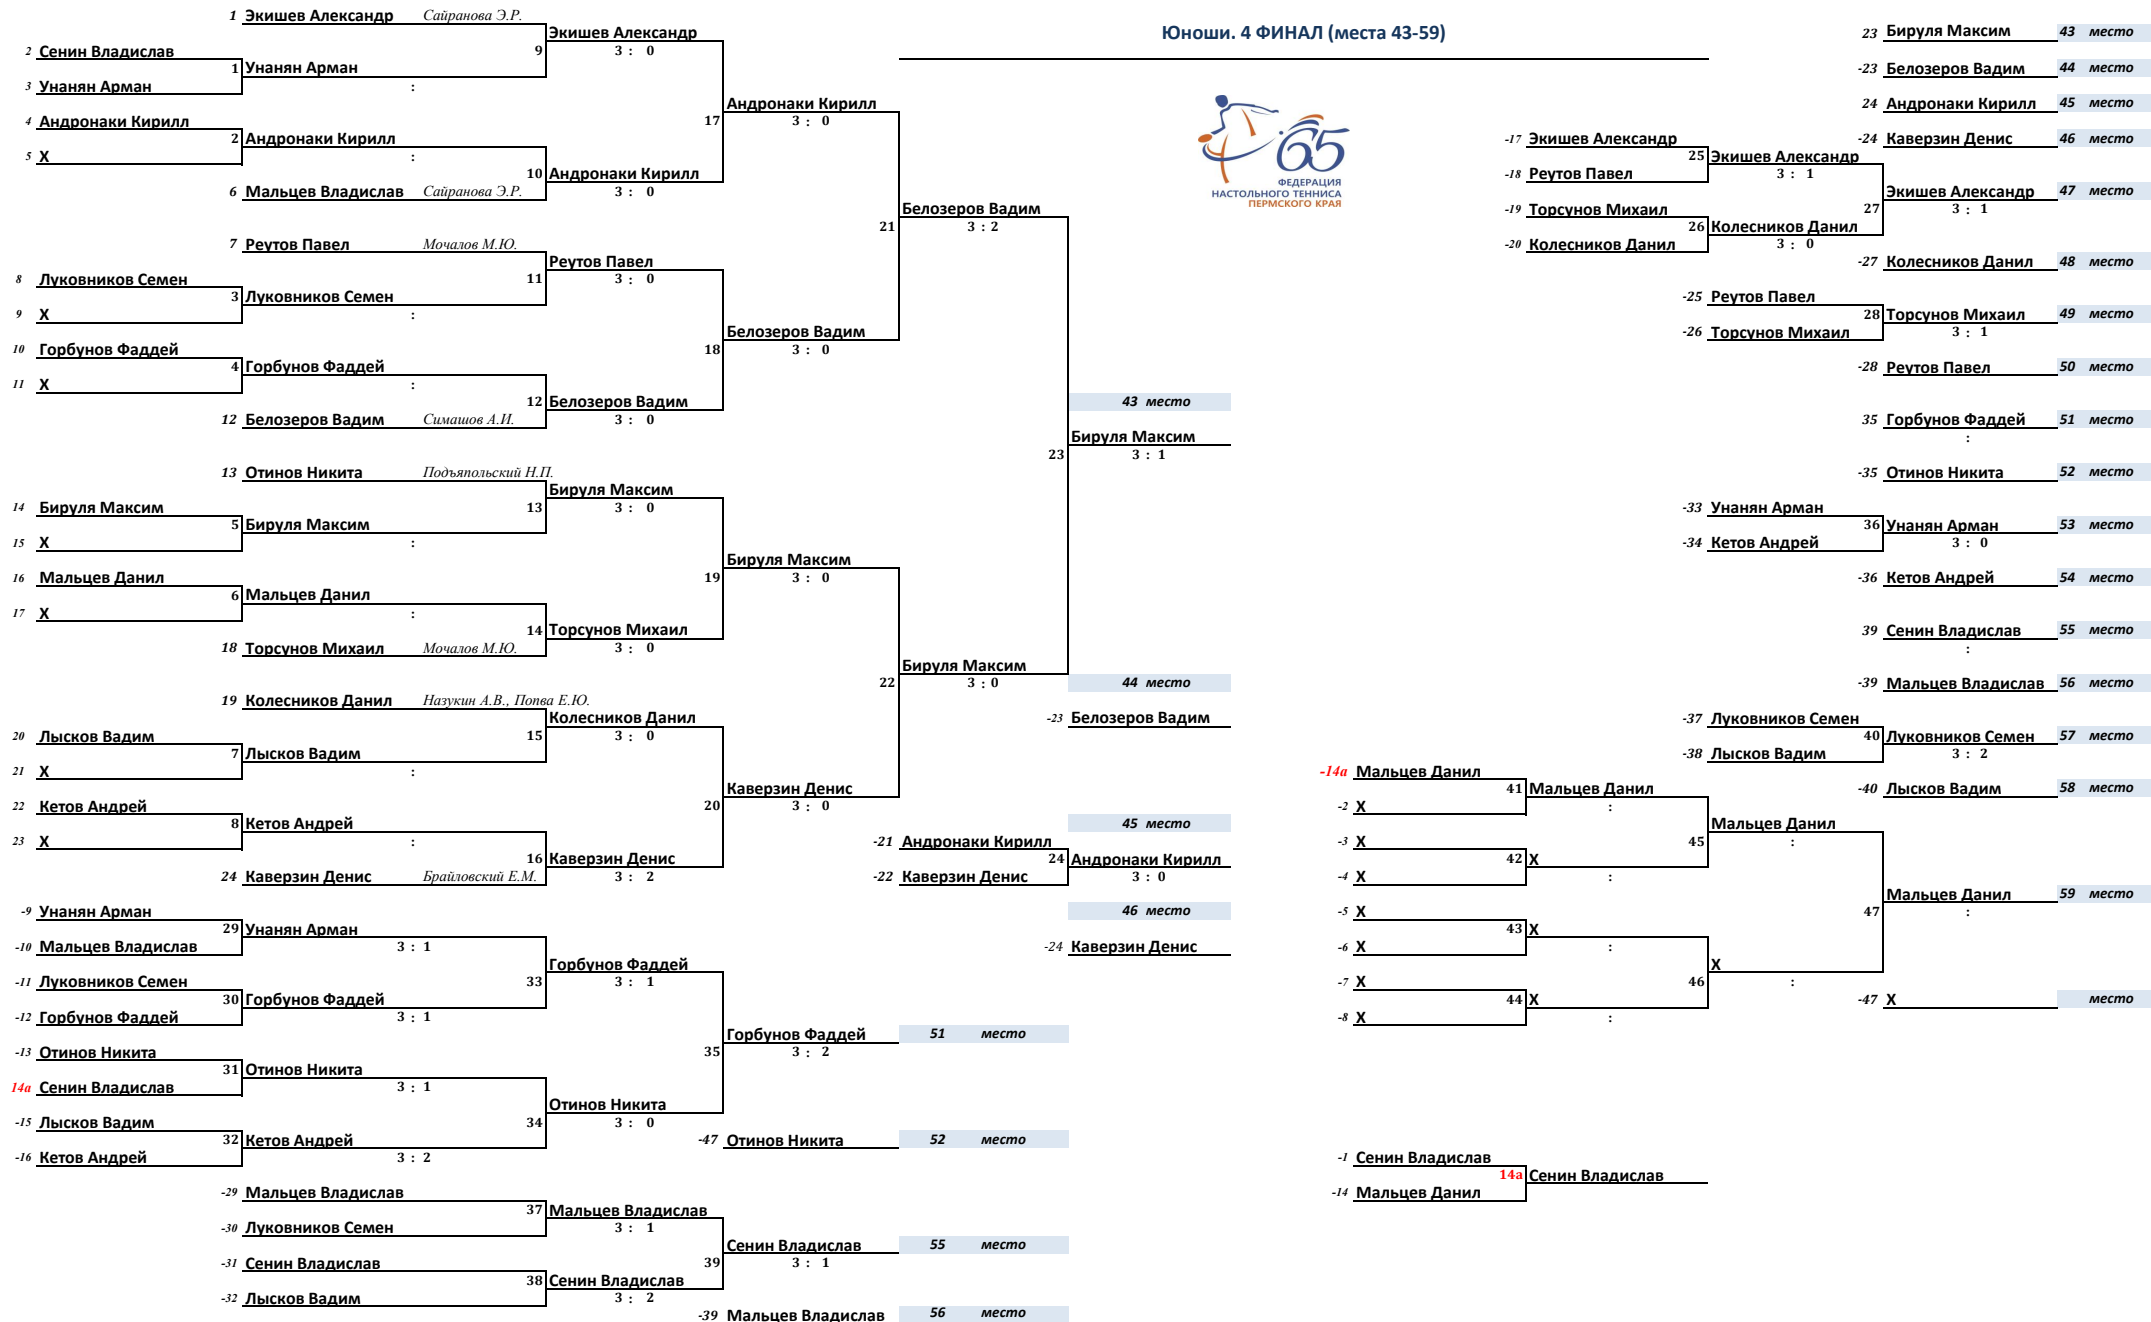 Юноши. 4 ФИНАЛ (места 43-59)
ФЕДЕРАЦИЯ
НАСТОЛЬНОГО ТЕННИСА
ПЕРМСКОГО КРАЯ
65
1 Экишев Александр Сайранова Э.Р.
2 Сенин Владислав
1 Унанян Арман
:
3 Унанян Арман
9 Экишев Александр
3 : 0
4 Андронаки Кирилл
2 Андронаки Кирилл
:
5 X
6 Мальцев Владислав Сайранова Э.Р.
10 Андронаки Кирилл
3 : 0
17 Андронаки Кирилл
3 : 0
7 Реутов Павел Мочалов М.Ю.
8 Луковников Семен
3 Луковников Семен
:
9 X
11 Реутов Павел
3 : 0
10 Горбунов Фаддей
4 Горбунов Фаддей
:
11 X
12 Белозеров Вадим Симашов А.И.
12 Белозеров Вадим
3 : 0
18 Белозеров Вадим
3 : 0
21 Белозеров Вадим
3 : 2
13 Отинов Никита Подъяпольский Н.П.
14 Бируля Максим
5 Бируля Максим
:
15 X
13 Бируля Максим
3 : 0
16 Мальцев Данил
6 Мальцев Данил
:
17 X
18 Торсунов Михаил Мочалов М.Ю.
14 Торсунов Михаил
3 : 0
19 Бируля Максим
3 : 0
19 Колесников Данил Назукин А.В., Попва Е.Ю.
20 Лысков Вадим
7 Лысков Вадим
:
21 X
15 Колесников Данил
3 : 0
22 Кетов Андрей
8 Кетов Андрей
:
23 X
24 Каверзин Денис Брайловский Е.М.
16 Каверзин Денис
3 : 2
20 Каверзин Денис
3 : 0
22 Бируля Максим
3 : 0
43 место
23 Бируля Максим
3 : 1
44 место
-23 Белозеров Вадим
45 место
-21 Андронаки Кирилл
24 Андронаки Кирилл
3 : 0
-22 Каверзин Денис
46 место
-24 Каверзин Денис
-9 Унанян Арман
29 Унанян Арман
3 : 1
-10 Мальцев Владислав
-11 Луковников Семен
30 Горбунов Фаддей
3 : 1
-12 Горбунов Фаддей
33 Горбунов Фаддей
3 : 1
-13 Отинов Никита
31 Отинов Никита
3 : 1
14а Сенин Владислав
-15 Лысков Вадим
32 Кетов Андрей
3 : 2
-16 Кетов Андрей
34 Отинов Никита
3 : 0
35 Горбунов Фаддей 51 место
3 : 2
-47 Отинов Никита 52 место
-29 Мальцев Владислав
37 Мальцев Владислав
3 : 1
-30 Луковников Семен
-31 Сенин Владислав
38 Сенин Владислав
3 : 2
-32 Лысков Вадим
39 Сенин Владислав 55 место
3 : 1
-39 Мальцев Владислав 56 место
23 Бируля Максим 43 место
-23 Белозеров Вадим 44 место
24 Андронаки Кирилл 45 место
-24 Каверзин Денис 46 место
-17 Экишев Александр
25 Экишев Александр
3 : 1
-18 Реутов Павел
-19 Торсунов Михаил
26 Колесников Данил
3 : 0
-20 Колесников Данил
27 Экишев Александр 47 место
3 : 1
-27 Колесников Данил 48 место
-25 Реутов Павел
28 Торсунов Михаил 49 место
3 : 1
-26 Торсунов Михаил
-28 Реутов Павел 50 место
35 Горбунов Фаддей 51 место
:
-35 Отинов Никита 52 место
-33 Унанян Арман
36 Унанян Арман 53 место
3 : 0
-34 Кетов Андрей
-36 Кетов Андрей 54 место
39 Сенин Владислав 55 место
:
-39 Мальцев Владислав 56 место
-37 Луковников Семен
40 Луковников Семен 57 место
3 : 2
-38 Лысков Вадим
-40 Лысков Вадим 58 место
-14а Мальцев Данил
41 Мальцев Данил
:
-2 X
-3 X
42 X
:
-4 X
45 Мальцев Данил
:
-5 X
43 X
:
-6 X
-7 X
44 X
:
-8 X
46 X
:
47 Мальцев Данил 59 место
:
-47 X место
-1 Сенин Владислав
14а Сенин Владислав
-14 Мальцев Данил